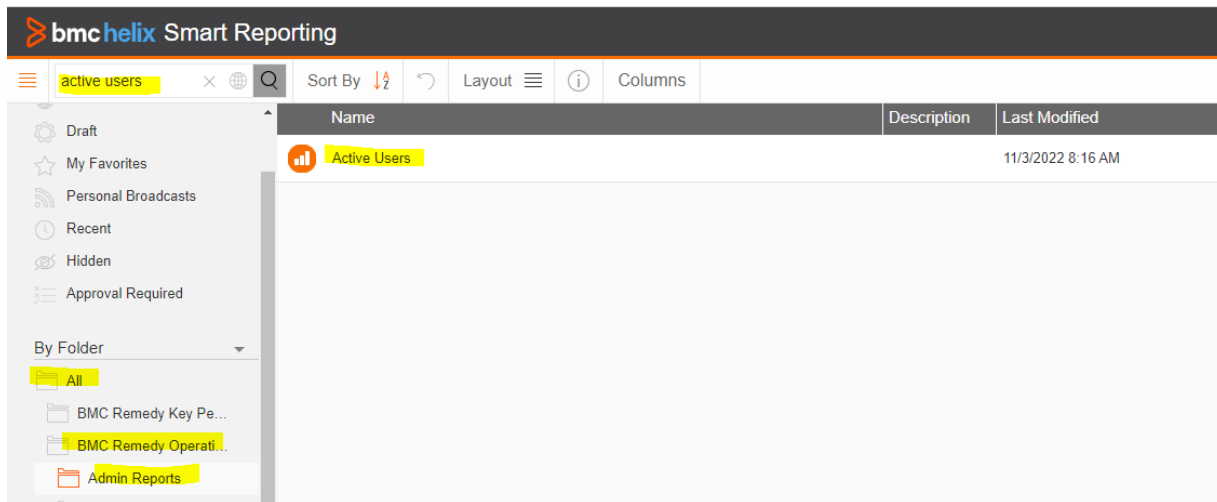 bmchelix Smart Reporting
active users Sort By Layout Columns
Draft
My Favorites
Personal Broadcasts
Recent
Hidden
Approval Required
By Folder
All
BMC Remedy Key Pe...
BMC Remedy Operati...
Admin Reports
Name Description Last Modified
Active Users 11/3/2022 8:16 AM